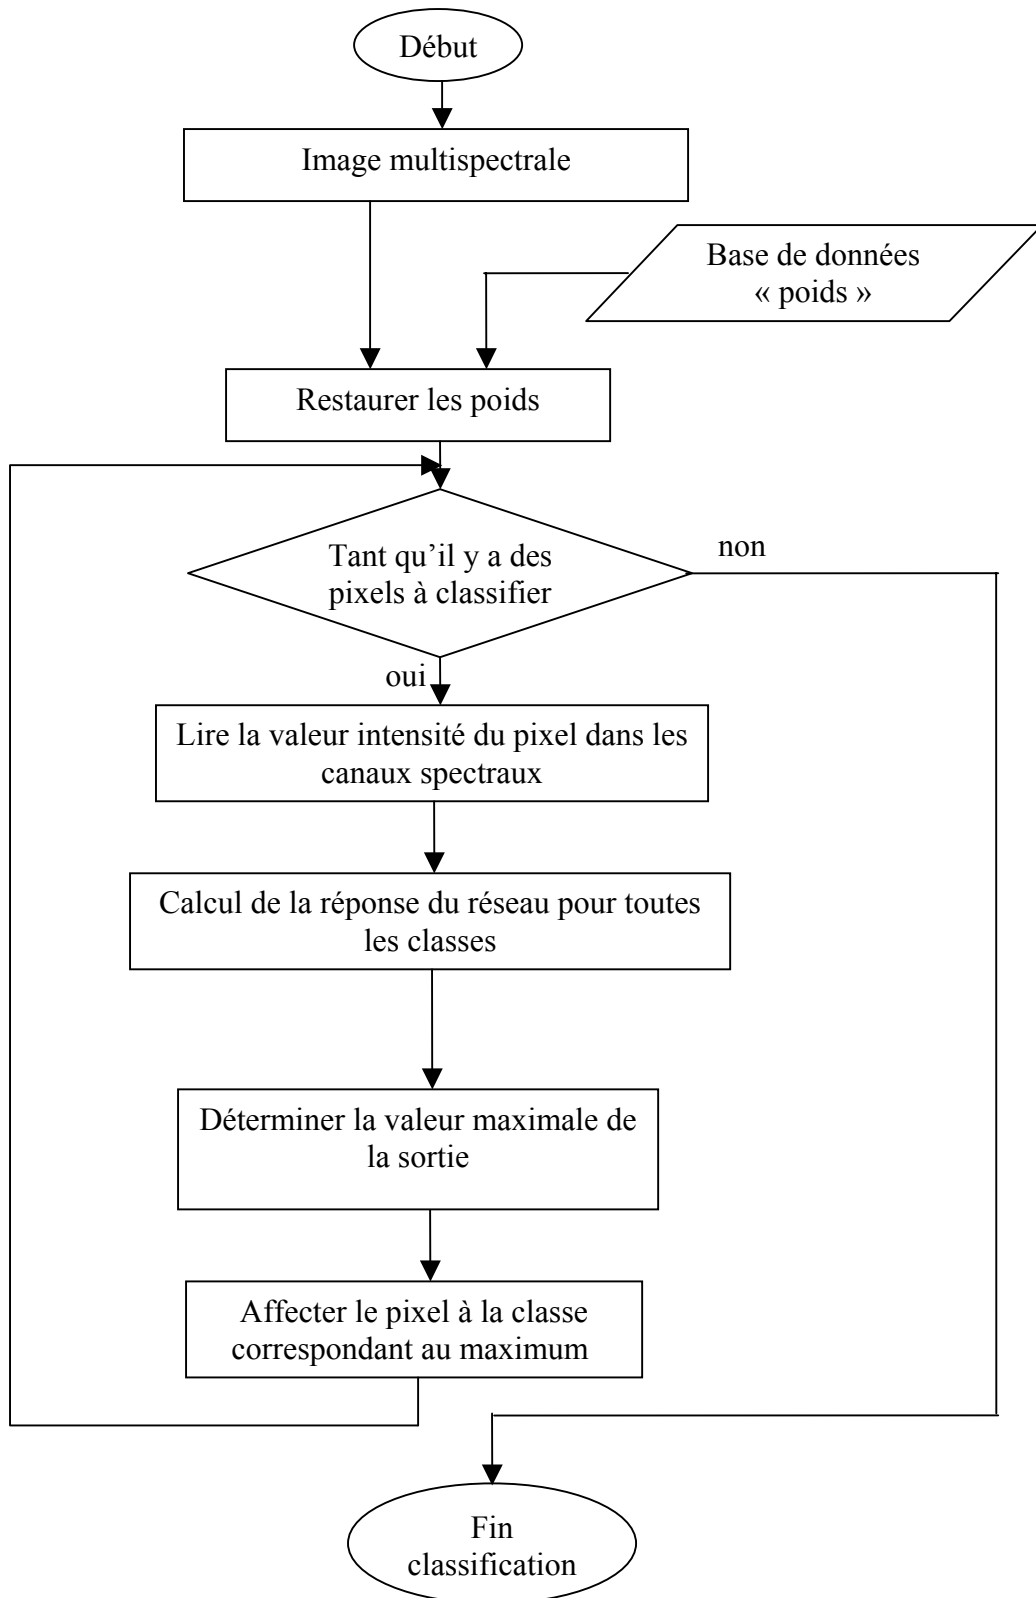 Début
Image multispectrale
Base de données
« poids »
Restaurer les poids
Tant qu’il y a des
pixels à classifier
non
oui
Lire la valeur intensité du pixel dans les
canaux spectraux
Calcul de la réponse du réseau pour toutes
les classes
Déterminer la valeur maximale de
la sortie
Affecter le pixel à la classe
correspondant au maximum
Fin
classification